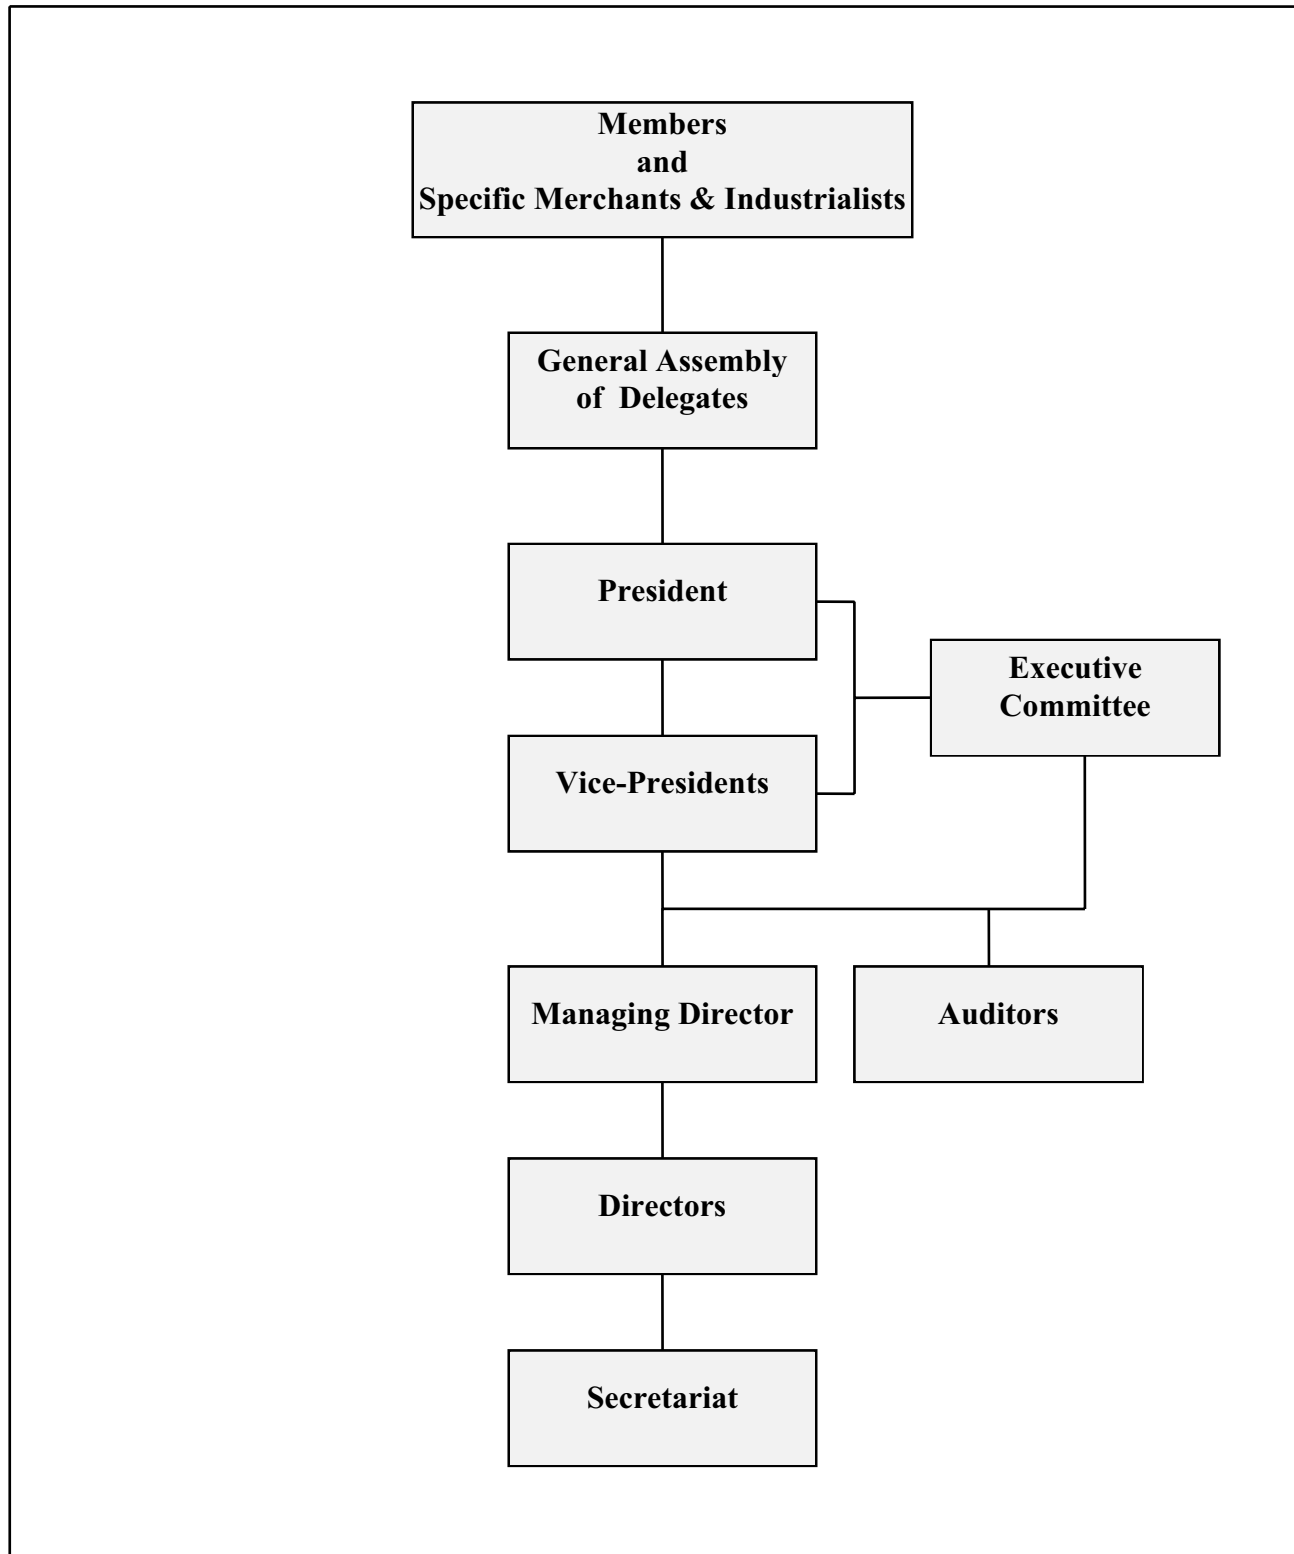 Members
and
Specific Merchants & Industrialists
General Assembly
of Delegates
President
Executive
Committee
Vice-Presidents
Managing Director
Auditors
Directors
Secretariat